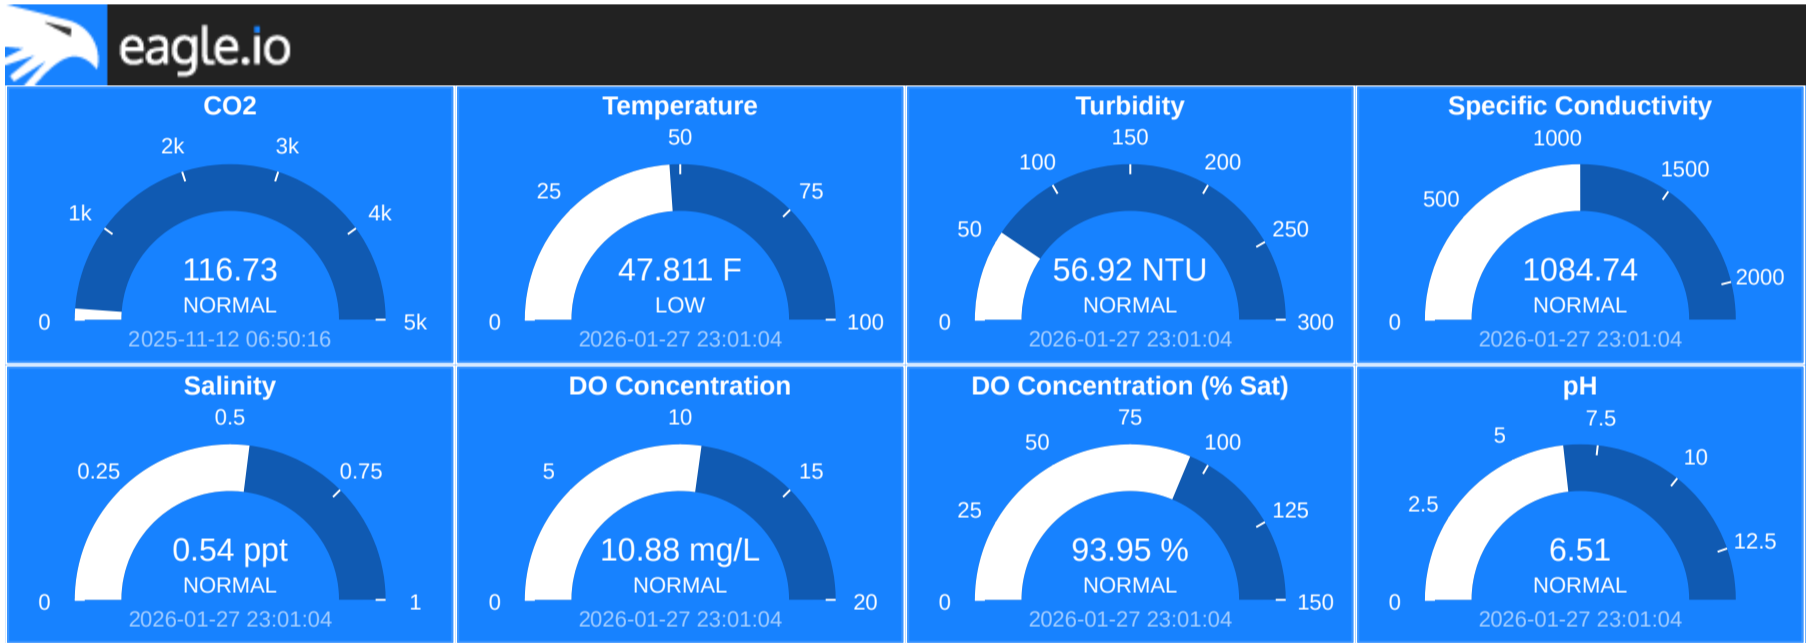 eagle.io
CO2
0
1k
2k
3k
4k
5k
116.73
NORMAL
2025-11-12 06:50:16
Temperature
0
25
50
75
100
47.811 F
LOW
2026-01-27 23:01:04
Turbidity
0
50
100
150
200
250
300
56.92 NTU
NORMAL
2026-01-27 23:01:04
Specific Conductivity
0
500
1000
1500
2000
1084.74
NORMAL
2026-01-27 23:01:04
Salinity
0
0.25
0.5
0.75
1
0.54 ppt
NORMAL
2026-01-27 23:01:04
DO Concentration
0
5
10
15
20
10.88 mg/L
NORMAL
2026-01-27 23:01:04
DO Concentration (% Sat)
0
25
50
75
100
125
150
93.95 %
NORMAL
2026-01-27 23:01:04
pH
0
2.5
5
7.5
10
12.5
6.51
NORMAL
2026-01-27 23:01:04